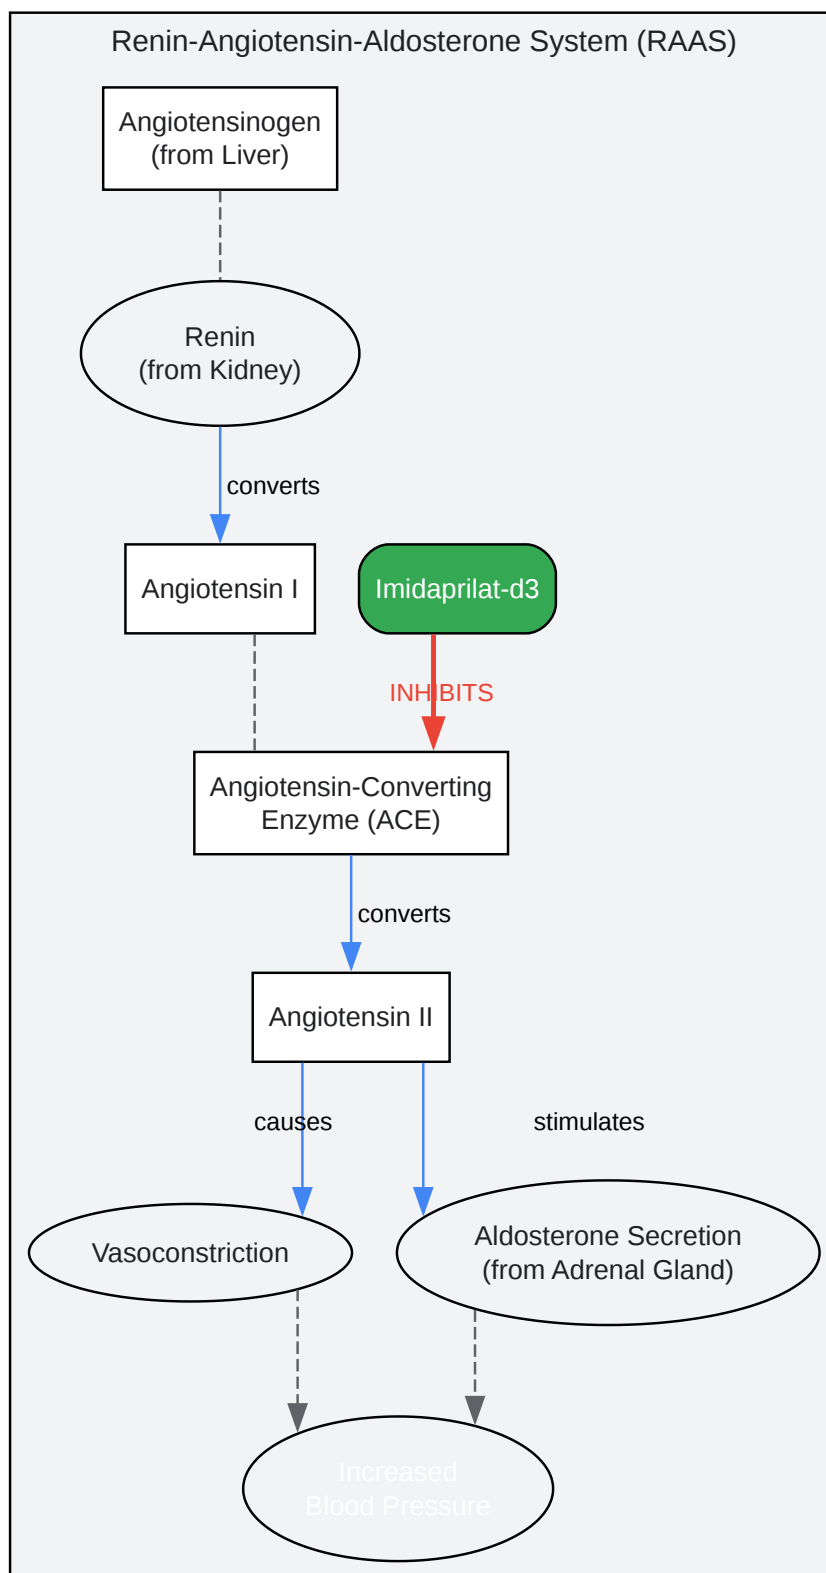 Renin-Angiotensin-Aldosterone System (RAAS)
Angiotensinogen
(from Liver)
Renin
(from Kidney)
converts
Angiotensin I
Imidaprilat-d3
INHIBITS
Angiotensin-Converting
Enzyme (ACE)
converts
Angiotensin II
causes
stimulates
Vasoconstriction
Aldosterone Secretion
(from Adrenal Gland)
Increased
Blood Pressure